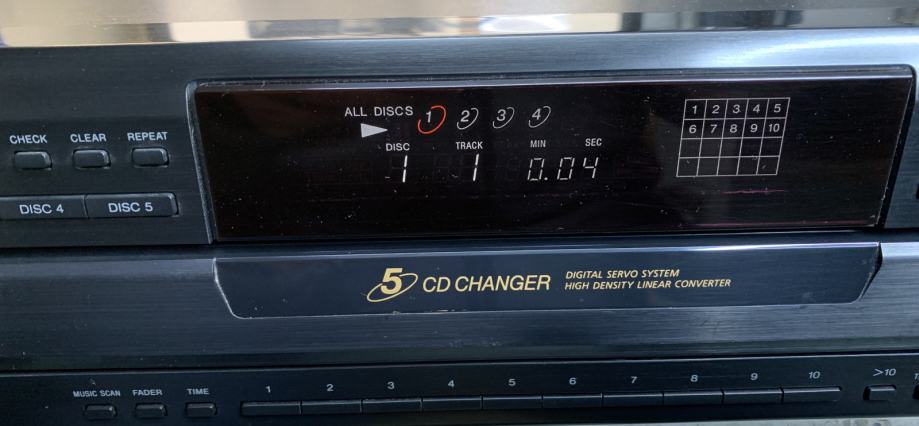 ALL DISCS 1 2 3 4
1 2 3 4 5
6 7 8 9 10
CHECK CLEAR REPEAT
DISC TRACK MIN SEC
1 1 0.04
DISC 4 DISC 5
5 CD CHANGER
DIGITAL SERVO SYSTEM
HIGH DENSITY LINEAR CONVERTER
MUSIC SCAN FADER TIME 1 2 3 4 5 6 7 8 9 10 >10